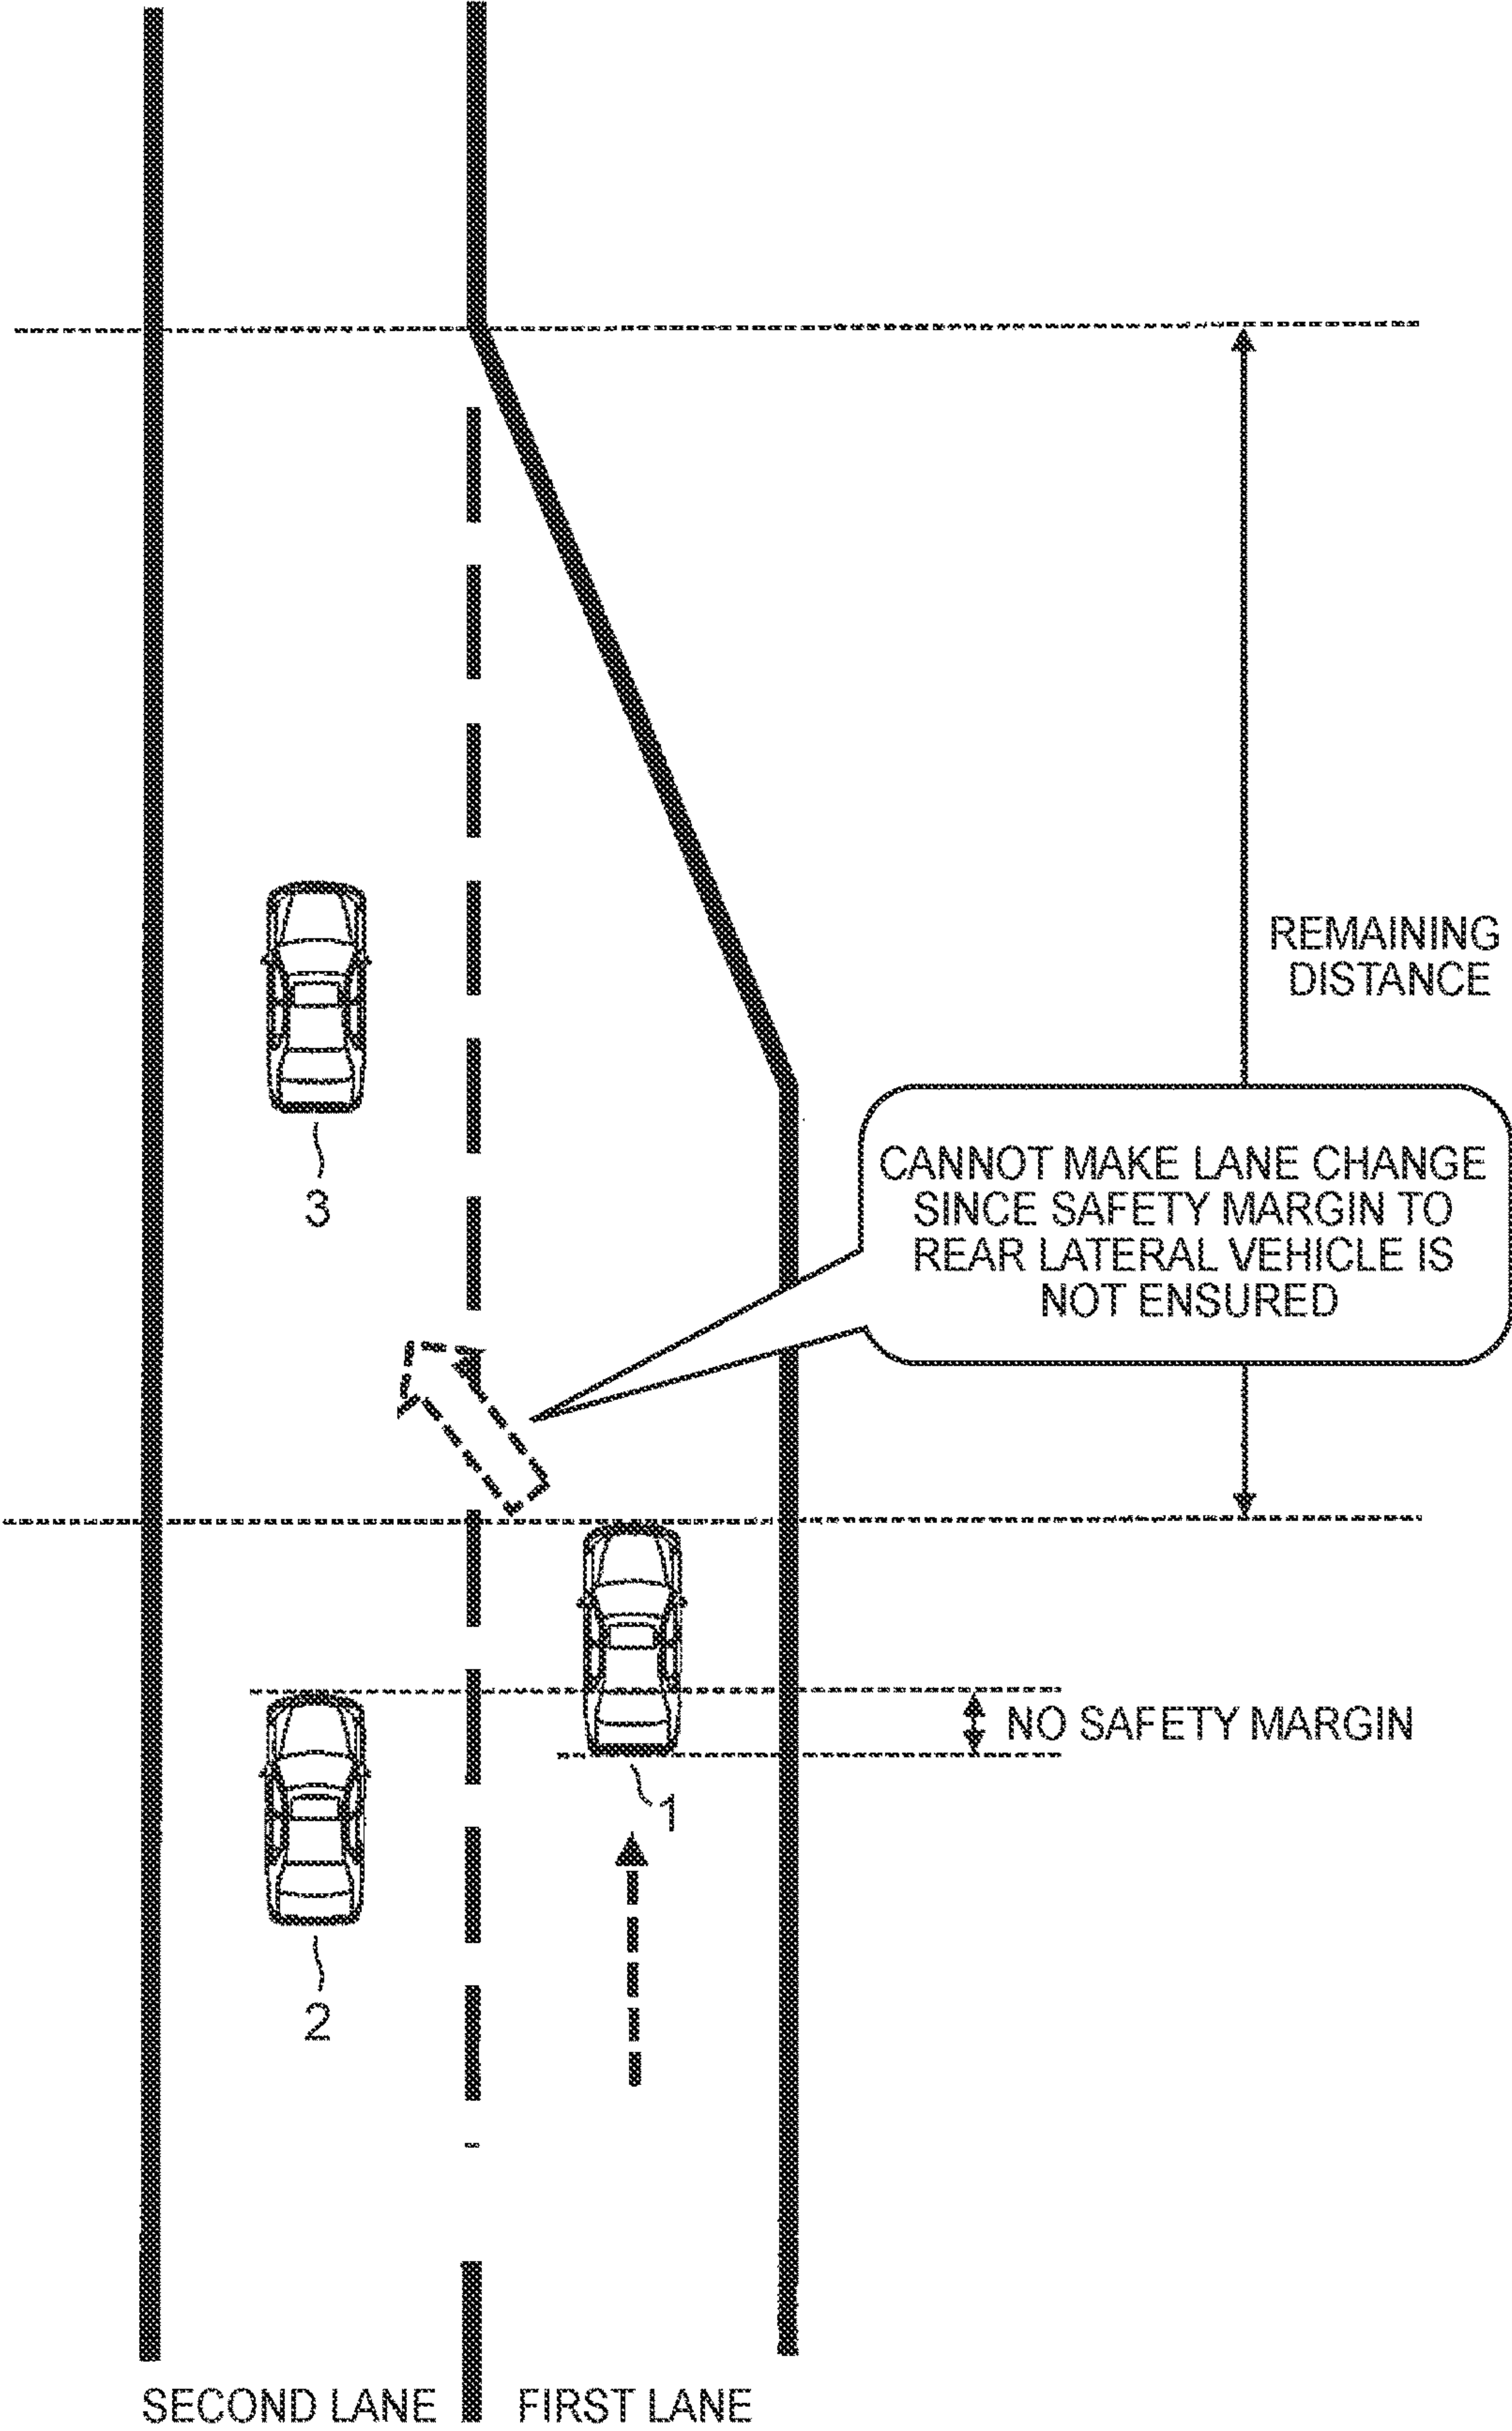 REMAINING
DISTANCE
CANNOT MAKE LANE CHANGE
SINCE SAFETY MARGIN TO
REAR LATERAL VEHICLE IS
NOT ENSURED
3
NO SAFETY MARGIN
1
2
SECOND LANE
FIRST LANE